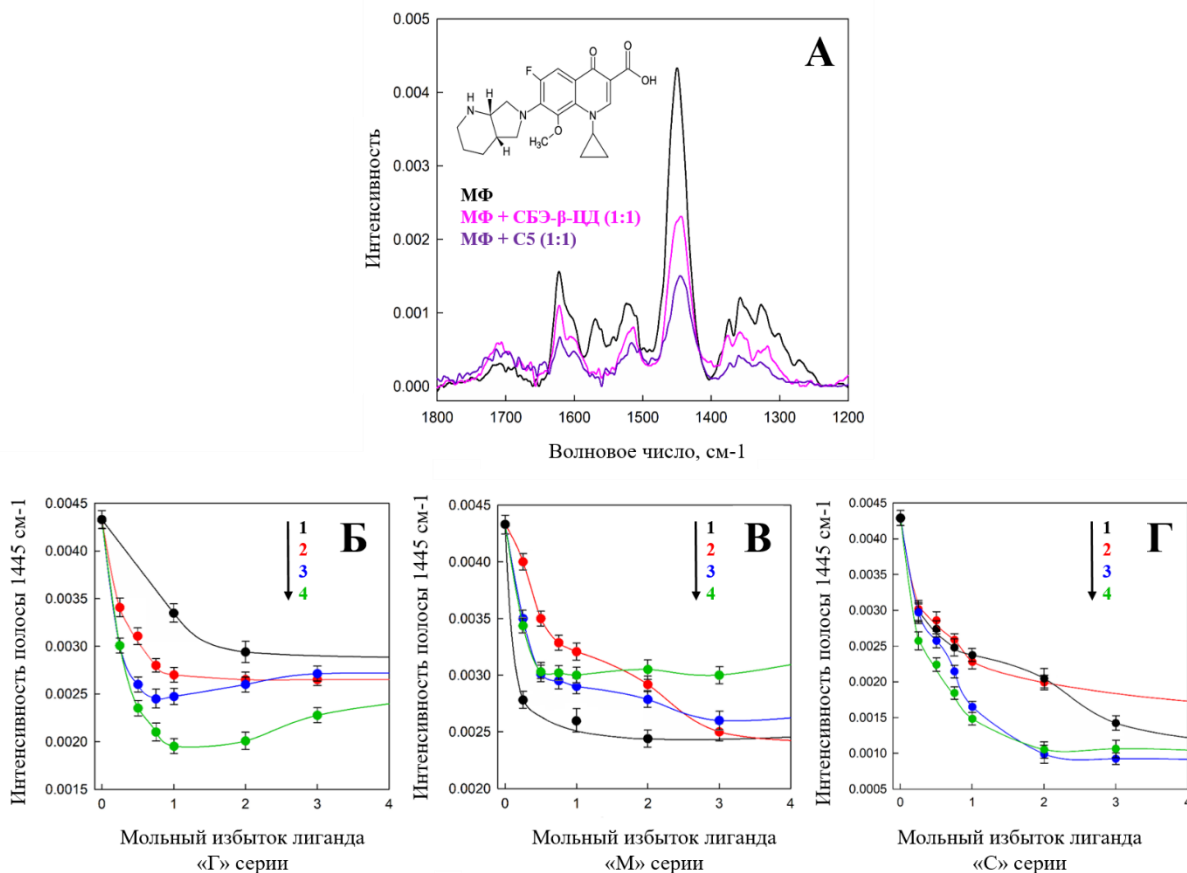 А
0.005
0.004
0.003
0.002
0.001
0.000
Интенсивность
O
O
F
OH
H
N
H
N
N
O
H
H₃C
МФ
МФ + СБЭ-β-ЦД (1:1)
МФ + С5 (1:1)
1800 1700 1600 1500 1400 1300 1200
Волновое число, см-1
Б
0.0045
0.0040
0.0035
0.0030
0.0025
0.0020
0.0015
Интенсивность полосы 1445 см-1
1
2
3
4
0 1 2 3 4
Мольный избыток лиганда
«Г» серии
В
0.0045
0.0040
0.0035
0.0030
0.0025
0.0020
Интенсивность полосы 1445 см-1
1
2
3
4
0 1 2 3 4
Мольный избыток лиганда
«М» серии
Г
0.0045
0.0040
0.0035
0.0030
0.0025
0.0020
0.0015
0.0010
0.0005
Интенсивность полосы 1445 см-1
1
2
3
4
0 1 2 3 4
Мольный избыток лиганда
«С» серии